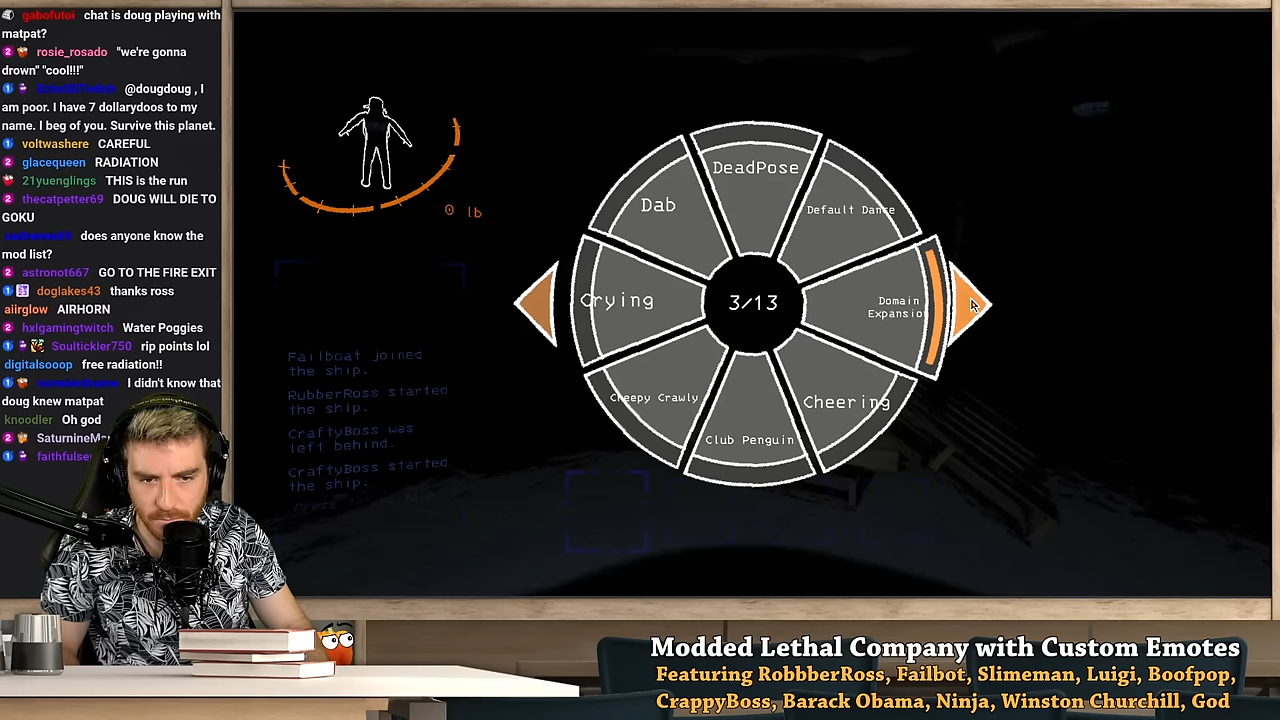 gabofutoi chat is doug playing with
matpat?
rosie_rosado "we're gonna
drown" "cool!!!"
@dougdoug , I
am poor. I have 7 dollarydoos to my
name. I beg of you. Survive this planet.
voltwashere CAREFUL
glacequeen RADIATION
21yuenglings THIS is the run
thecatpetter69 DOUG WILL DIE TO
GOKU
does anyone know the
mod list?
astronot667 GO TO THE FIRE EXIT
doglakes43 thanks ross
aiirglow AIRHORN
hxlgamingtwitch Water Poggies
Soultickler750 rip points lol
digitalsooop free radiation!!
I didn't know that
doug knew matpat
knoodler Oh god
SaturnineMo
faithfulse
0 lb
Failboat joined
the ship.
RubberRoss started
the ship.
CraftyBoss was
left behind.
CraftyBoss started
the ship.
Press
DeadPose
Dab
Default Dance
Crying
3/13
Domain
Expansion
Creepy Crawly
Cheering
Club Penguin
Modded Lethal Company with Custom Emotes
Featuring RobbberRoss, Failbot, Slimeman, Luigi, Boofpop,
CrappyBoss, Barack Obama, Ninja, Winston Churchill, God